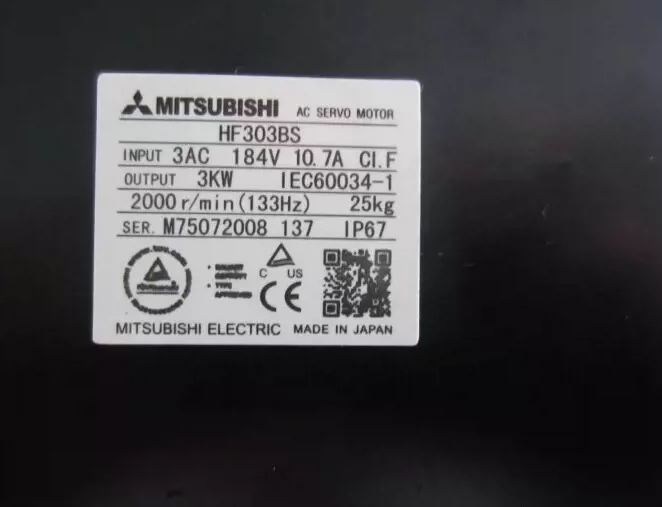 MITSUBISHI AC SERVO MOTOR
HF303BS
INPUT 3AC 184V 10.7A CI.F
OUTPUT 3KW IEC60034-1
2000 r/min (133Hz) 25kg
SER. M75072008 137 IP67
C US
TYPE
CE
MITSUBISHI ELECTRIC MADE IN JAPAN